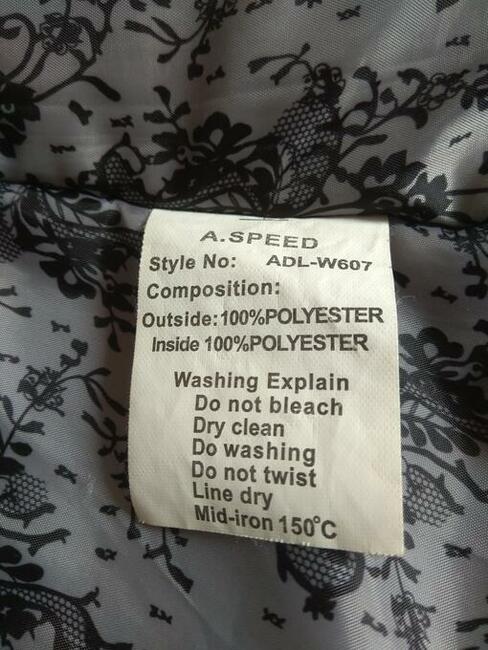 A.SPEED
Style No: ADL-W607
Composition:
Outside:100%POLYESTER
Inside 100%POLYESTER
Washing Explain
Do not bleach
Dry clean
Do washing
Do not twist
Line dry
Mid-iron 150°C